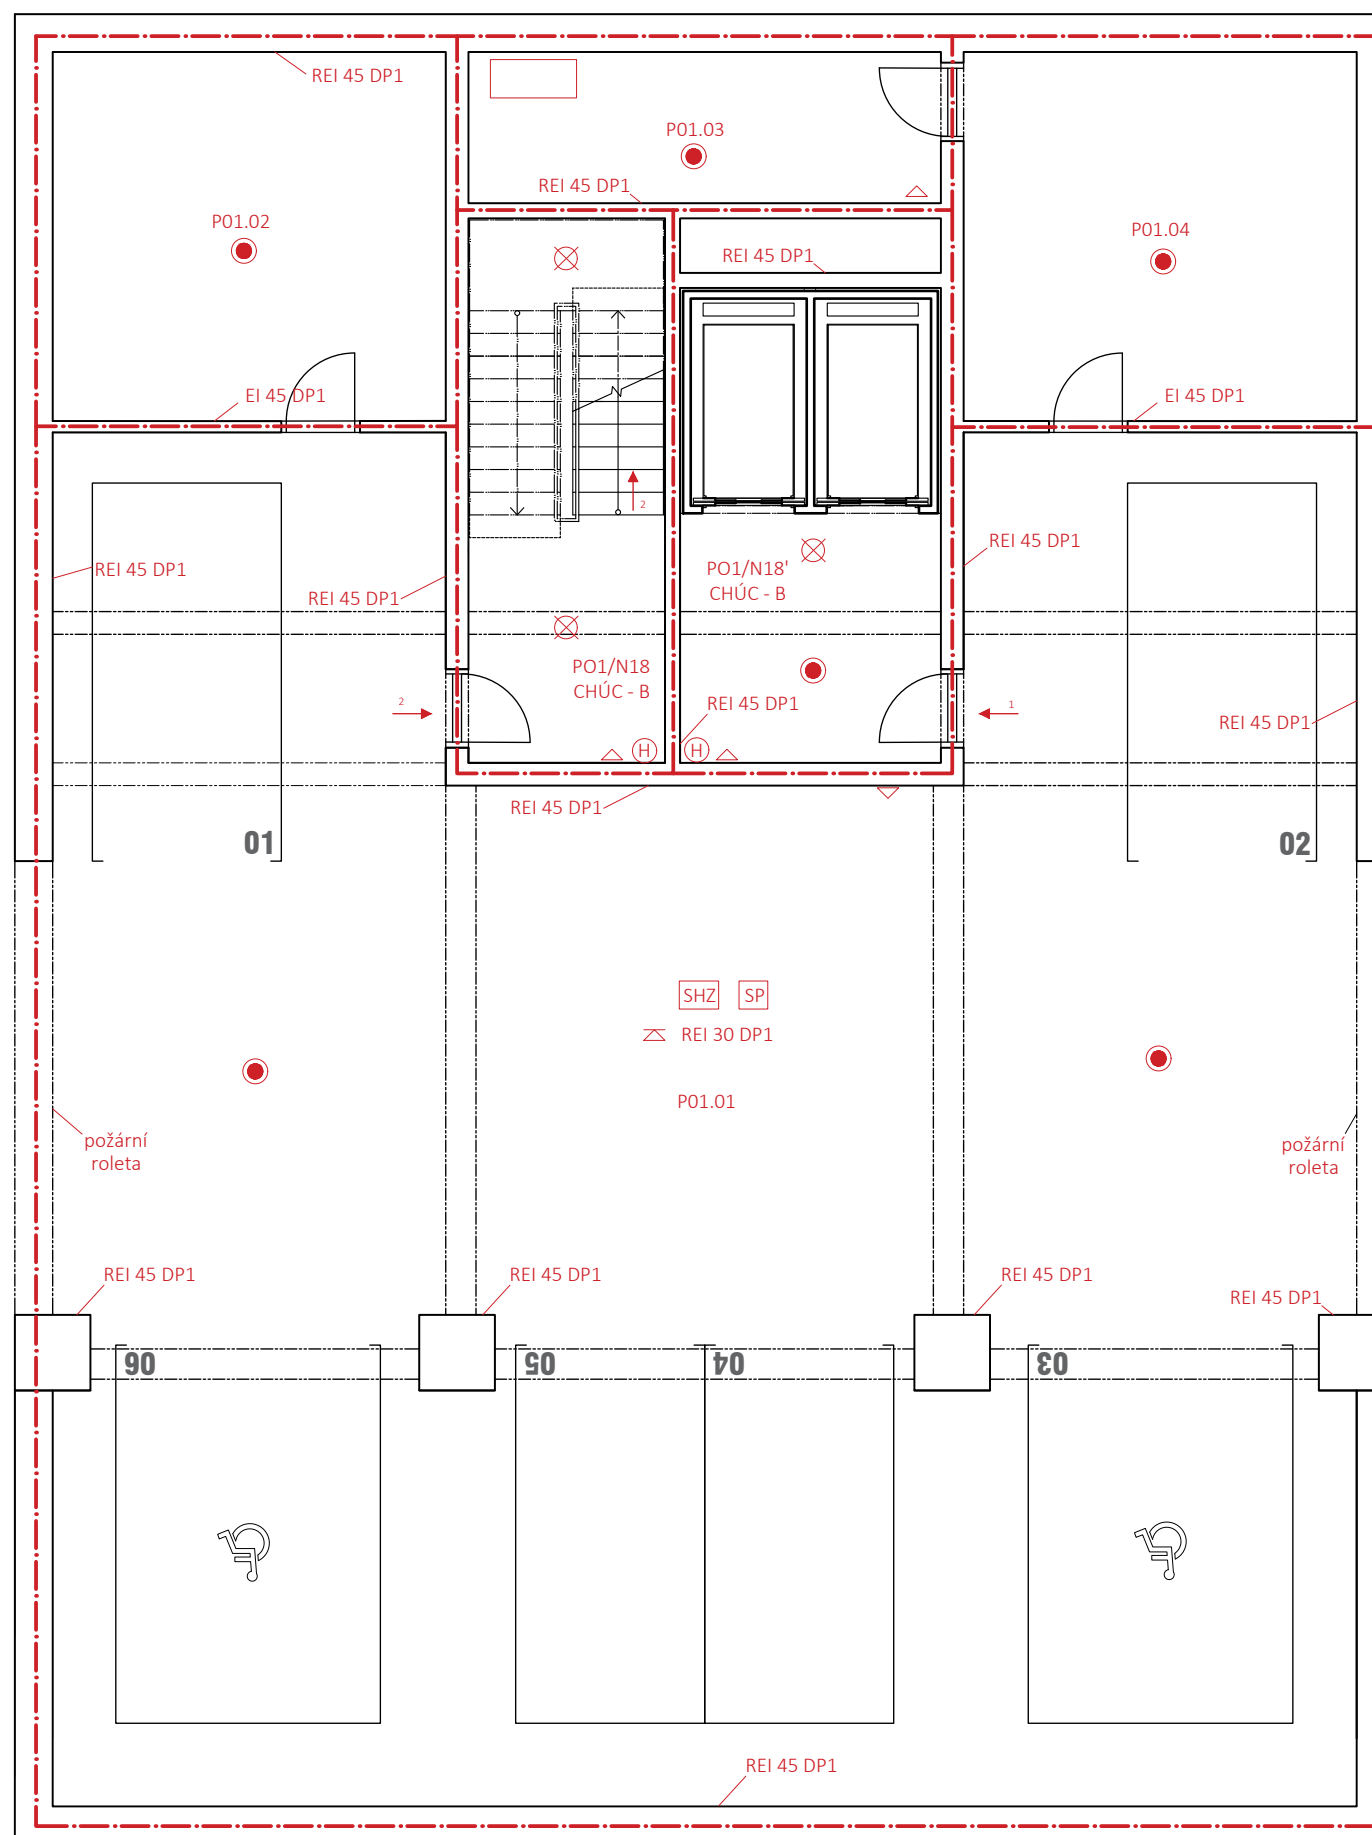 REI 45 DP1
P01.03
REI 45 DP1
P01.02
P01.04
REI 45 DP1
EI 45 DP1
EI 45 DP1
2
REI 45 DP1
REI 45 DP1
PO1/N18'
CHÚC - B
REI 45 DP1
PO1/N18
CHÚC - B
REI 45 DP1
2
1
REI 45 DP1
H
H
REI 45 DP1
01
02
SHZ
SP
REI 30 DP1
P01.01
požární
roleta
požární
roleta
REI 45 DP1
REI 45 DP1
REI 45 DP1
REI 45 DP1
06
05
04
03
REI 45 DP1